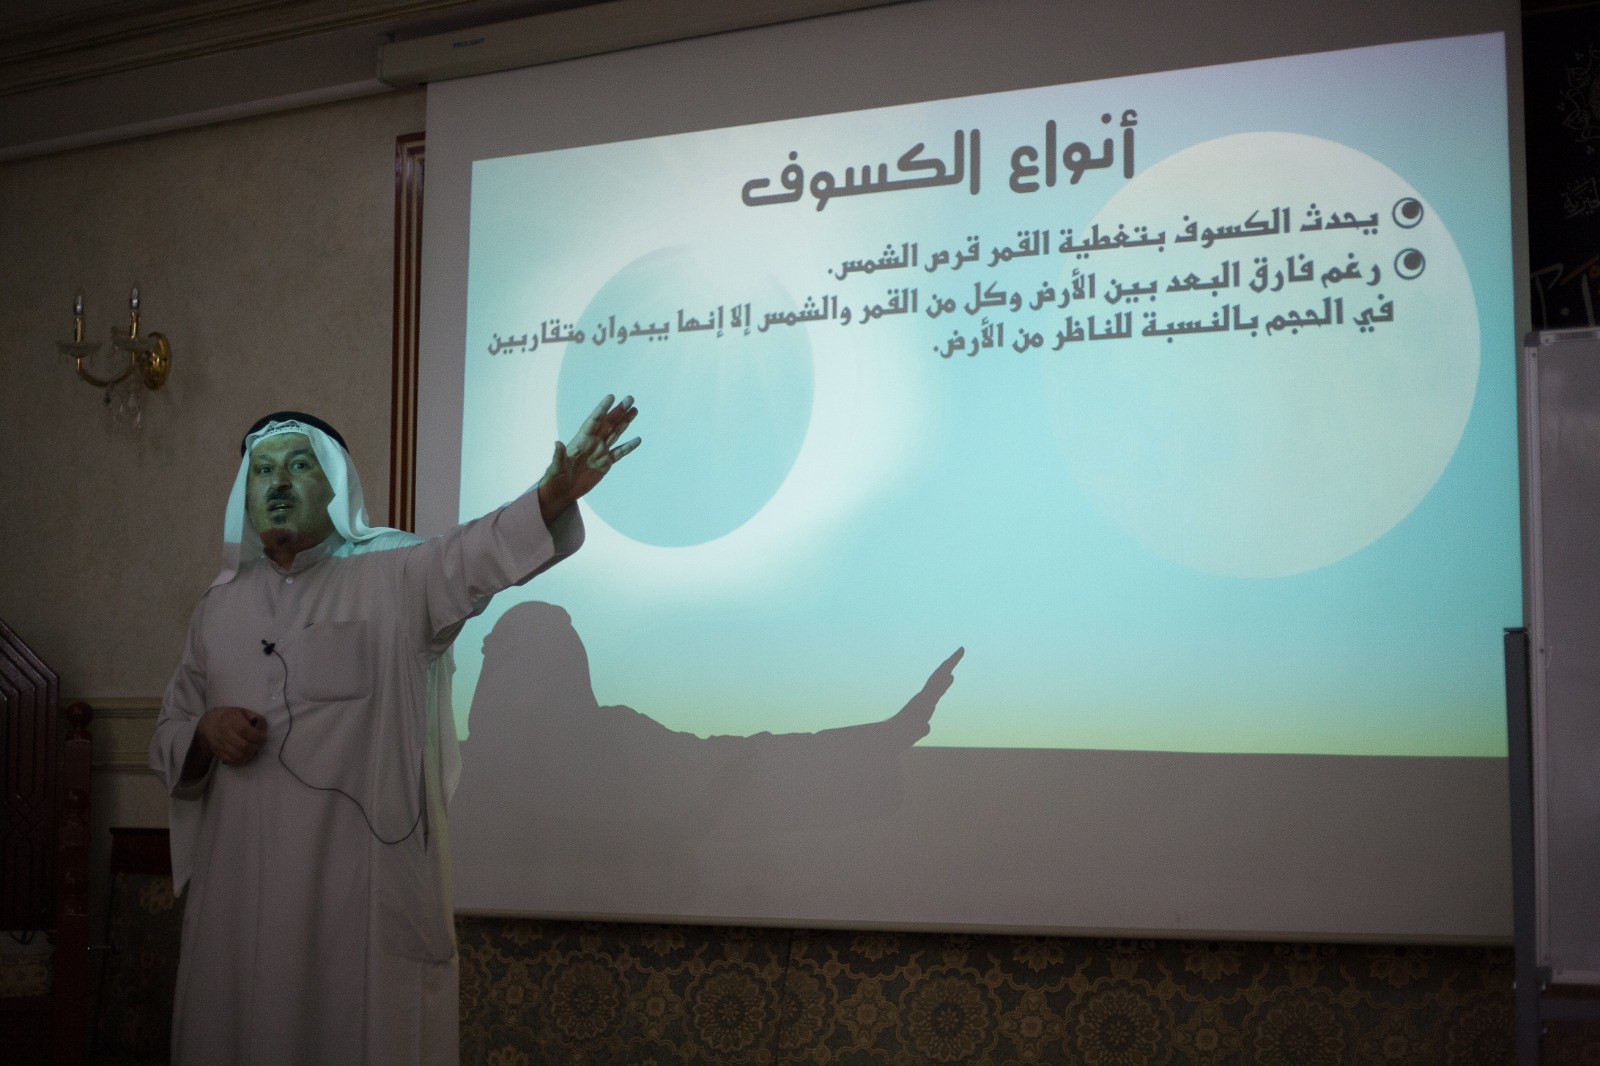 PROLIGHT
أنواع الكسوف
يحدث الكسوف بتغطية القمر قرص الشمس.
رغم فارق البعد بين الأرض وكل من القمر والشمس إلا إنها يبدوان متقاربين
في الحجم بالنسبة للناظر من الأرض.